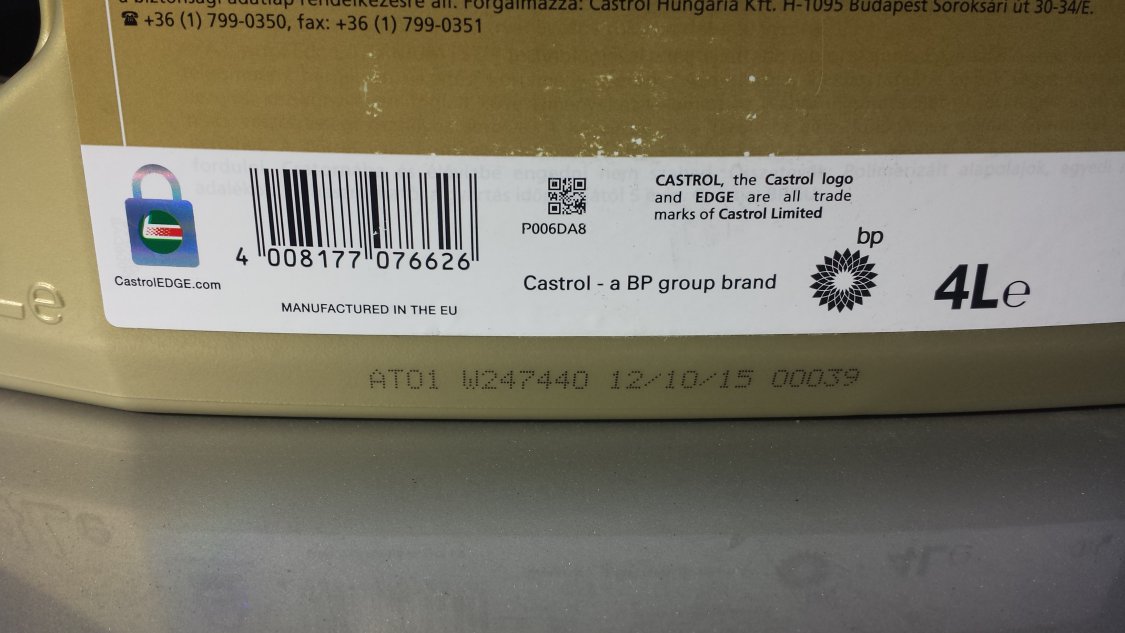 a biztonsági adatlap rendelkezésre áll. Forgalmazza: Castrol Hungária Kft. H-1095 Budapest Soroksári út 30-34/E.
☎ +36 (1) 799-0350, fax: +36 (1) 799-0351
CastrolEDGE.com
4 008177 076626
MANUFACTURED IN THE EU
P006DA8
CASTROL, the Castrol logo
and EDGE are all trade
marks of Castrol Limited
Castrol - a BP group brand
bp
4Le
Le
AT01 W247440 12/10/15 00039